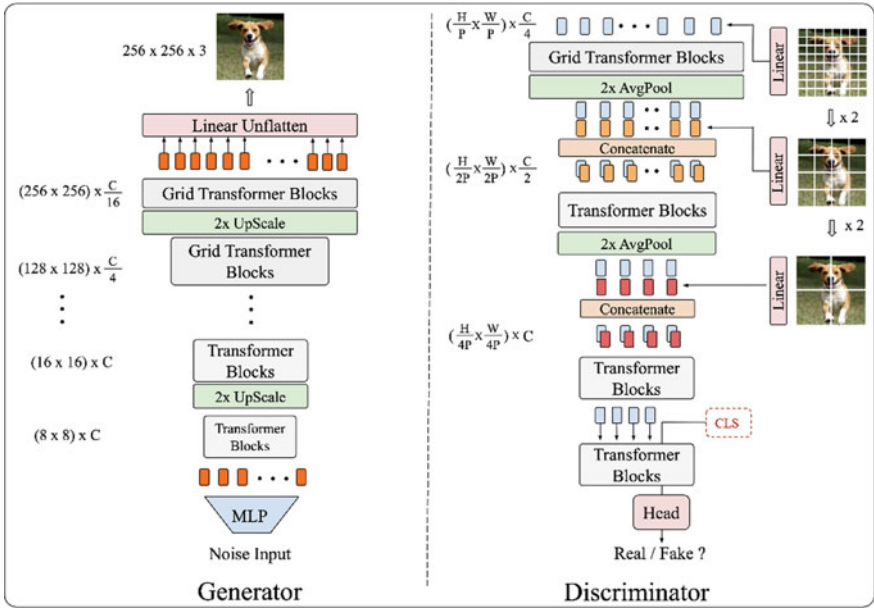 256 x 256 x 3
Linear Unflatten
(256 x 256) x C/16
Grid Transformer Blocks
2x UpScale
(128 x 128) x C/4
Grid Transformer
Blocks
(16 x 16) x C
Transformer
Blocks
2x UpScale
(8 x 8) x C
Transformer
Blocks
MLP
Noise Input
Generator
(H/P x W/P) x C/4
Linear
Grid Transformer Blocks
2x AvgPool
x 2
Concatenate
Linear
(H/2P x W/2P) x C/2
Transformer Blocks
x 2
2x AvgPool
Linear
Concatenate
(H/4P x W/4P) x C
Transformer
Blocks
CLS
Transformer
Blocks
Head
Real / Fake ?
Discriminator